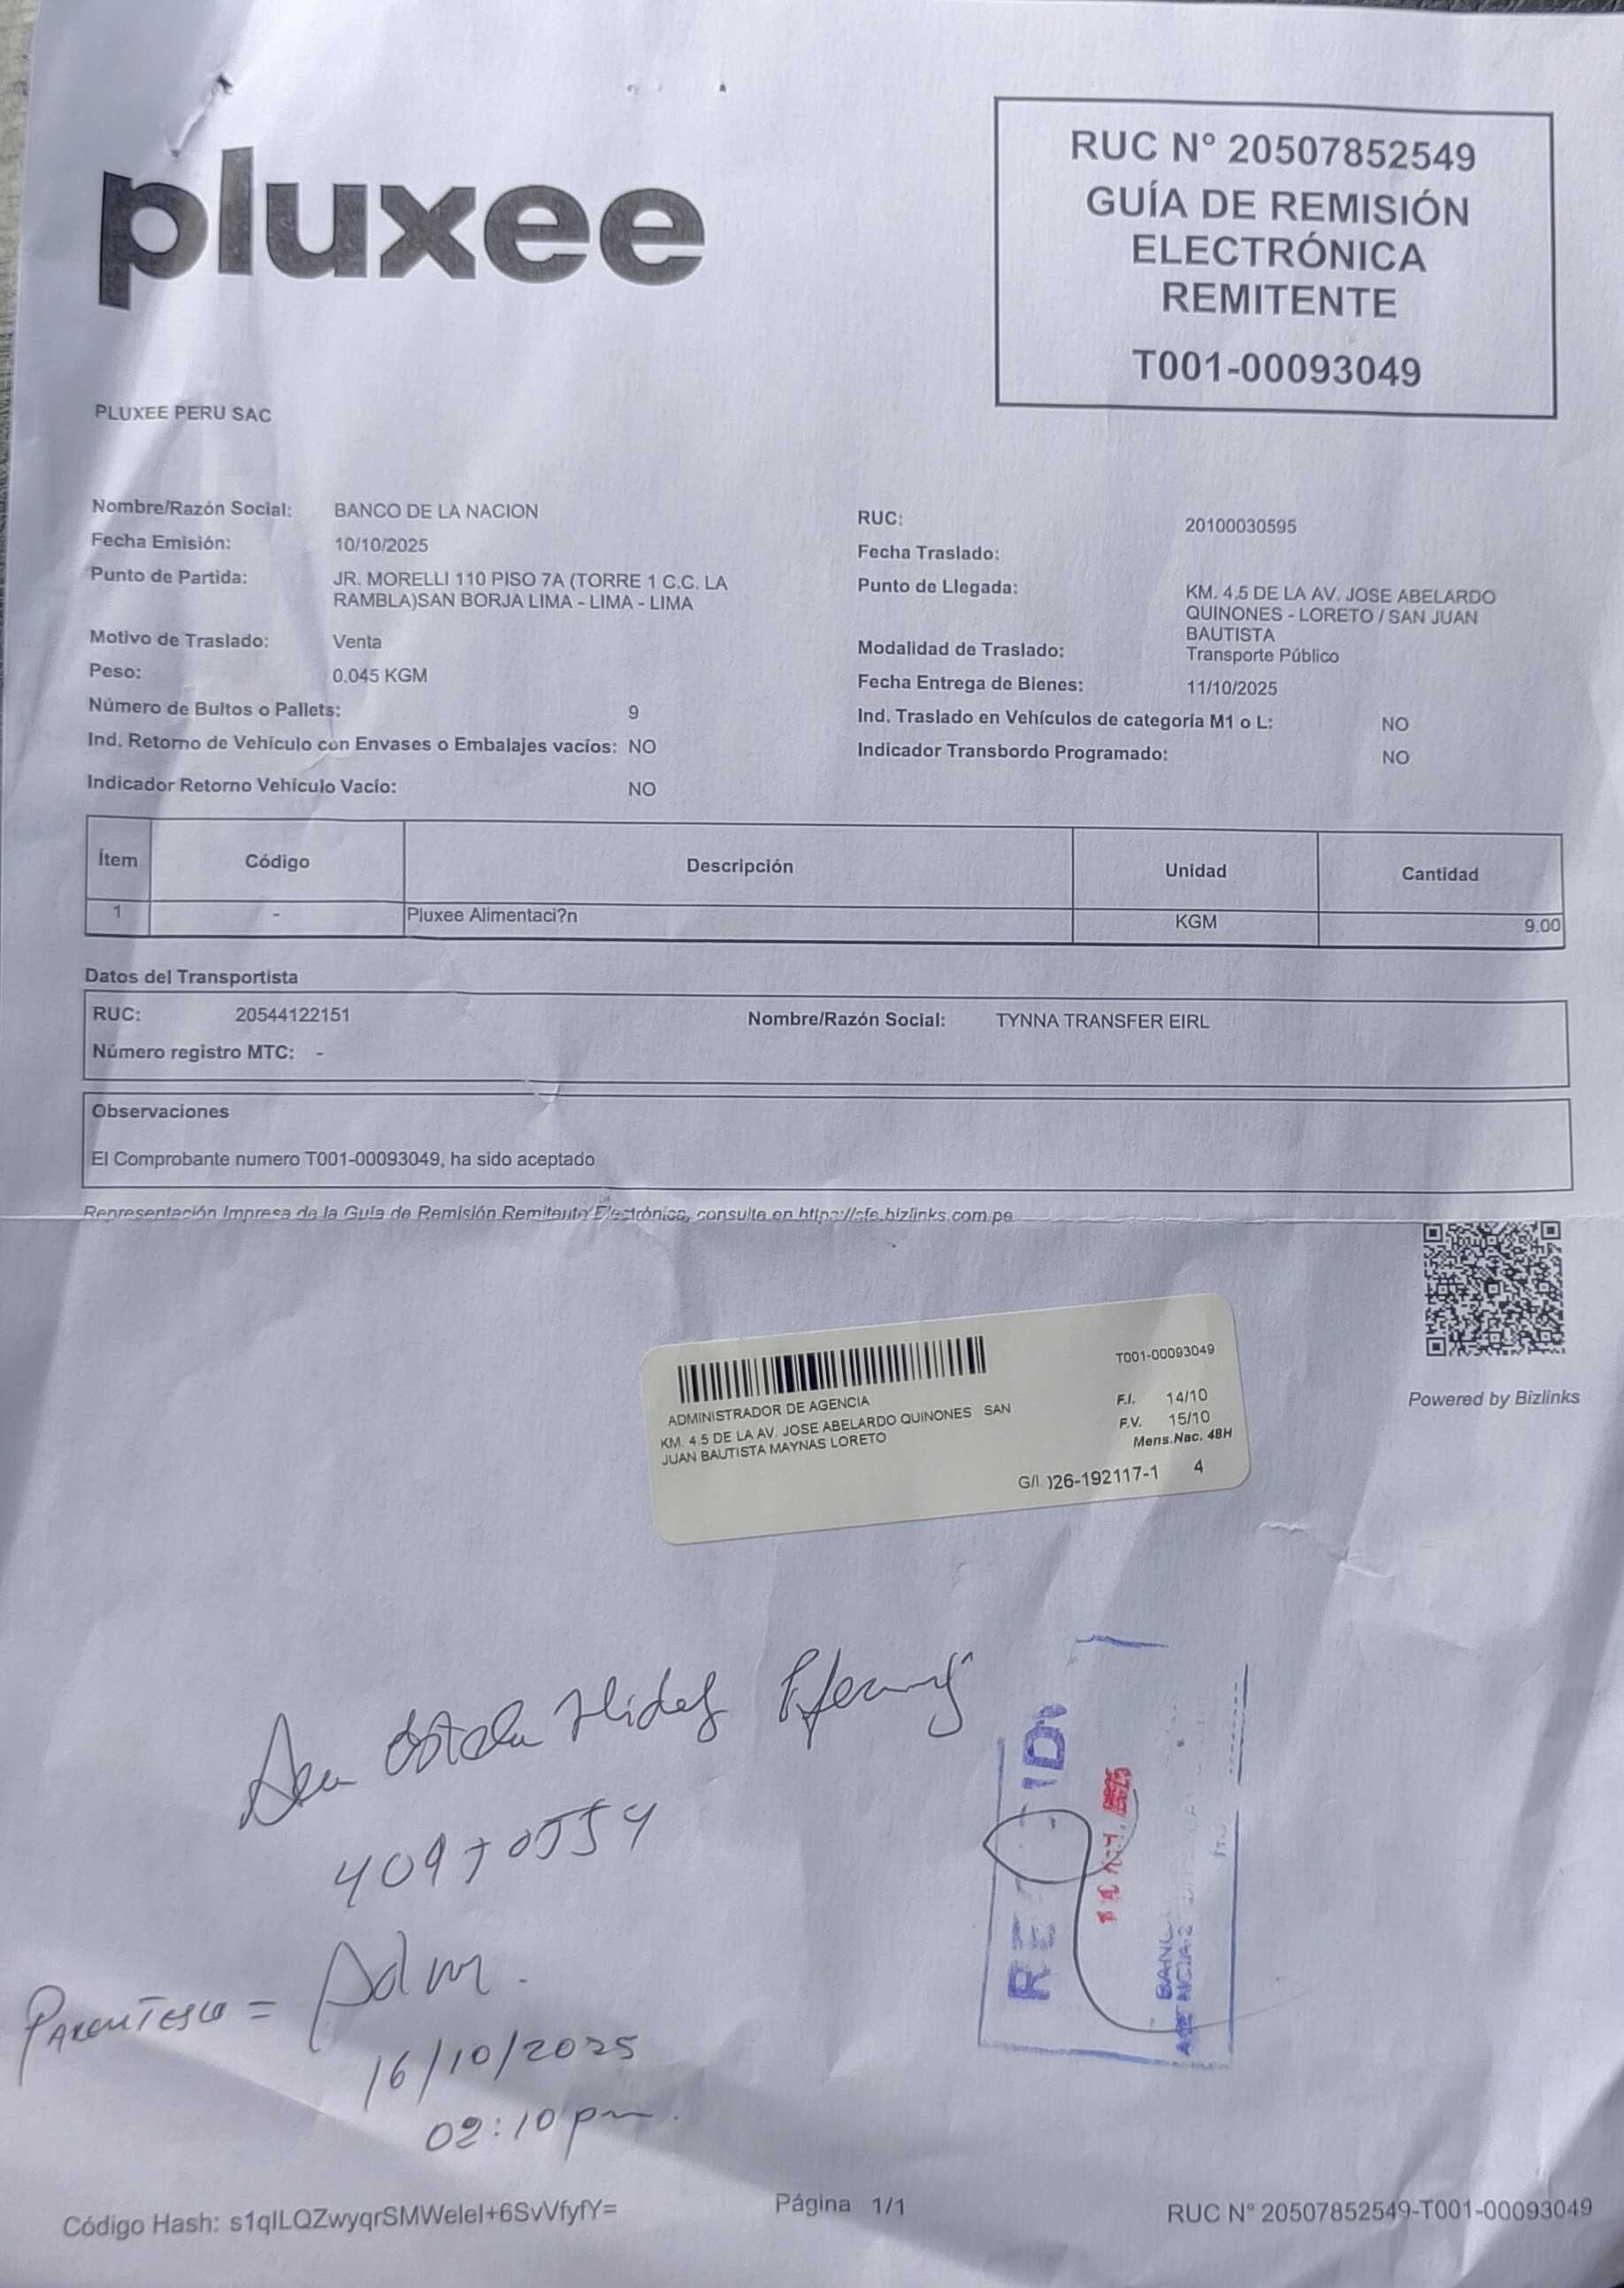 pluxee
RUC N° 20507852549
GUÍA DE REMISIÓN
ELECTRÓNICA
REMITENTE
T001-00093049
PLUXEE PERU SAC
Nombre/Razón Social: BANCO DE LA NACION
Fecha Emisión: 10/10/2025
Punto de Partida: JR. MORELLI 110 PISO 7A (TORRE 1 C.C. LA
RAMBLA)SAN BORJA LIMA - LIMA - LIMA
Motivo de Traslado: Venta
Peso: 0.045 KGM
Número de Bultos o Pallets: 9
Ind. Retorno de Vehículo con Envases o Embalajes vacíos: NO
Indicador Retorno Vehículo Vacío: NO
RUC: 20100030595
Fecha Traslado:
Punto de Llegada: KM. 4.5 DE LA AV. JOSE ABELARDO
QUINONES - LORETO / SAN JUAN
BAUTISTA
Modalidad de Traslado: Transporte Público
Fecha Entrega de Bienes: 11/10/2025
Ind. Traslado en Vehículos de categoría M1 o L: NO
Indicador Transbordo Programado: NO
Ítem Código Descripción Unidad Cantidad
1 - Pluxee Alimentaci?n KGM 9.00
Datos del Transportista
RUC: 20544122151 Nombre/Razón Social: TYNNA TRANSFER EIRL
Número registro MTC: -
Observaciones
El Comprobante numero T001-00093049, ha sido aceptado
Representación Impresa de la Guía de Remisión Remitente Electrónica, consulte en https://sfe.bizlinks.com.pe
Powered by Bizlinks
T001-00093049
ADMINISTRADOR DE AGENCIA
KM. 4.5 DE LA AV. JOSE ABELARDO QUINONES SAN
JUAN BAUTISTA MAYNAS LORETO
F.I. 14/10
F.V. 15/10
Mens.Nac. 48H
G/I )26-192117-1 4
40970554
PARENTESCO = Adm.
16/10/2025
02:10 pm.
Código Hash: s1qILQZwyqrSMWeleI+6SvVfyfY=
Página 1/1
RUC N° 20507852549-T001-00093049